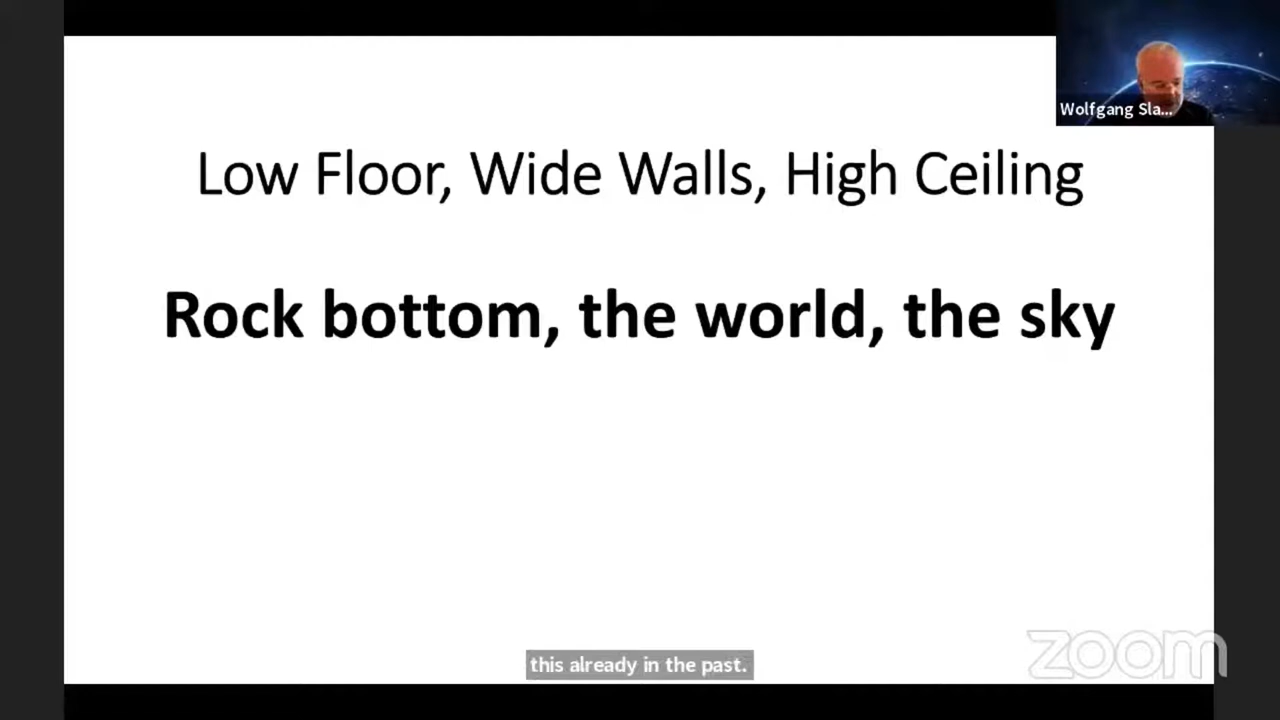 Wolfgang Sla...
Low Floor, Wide Walls, High Ceiling
Rock bottom, the world, the sky
this already in the past.
zoom